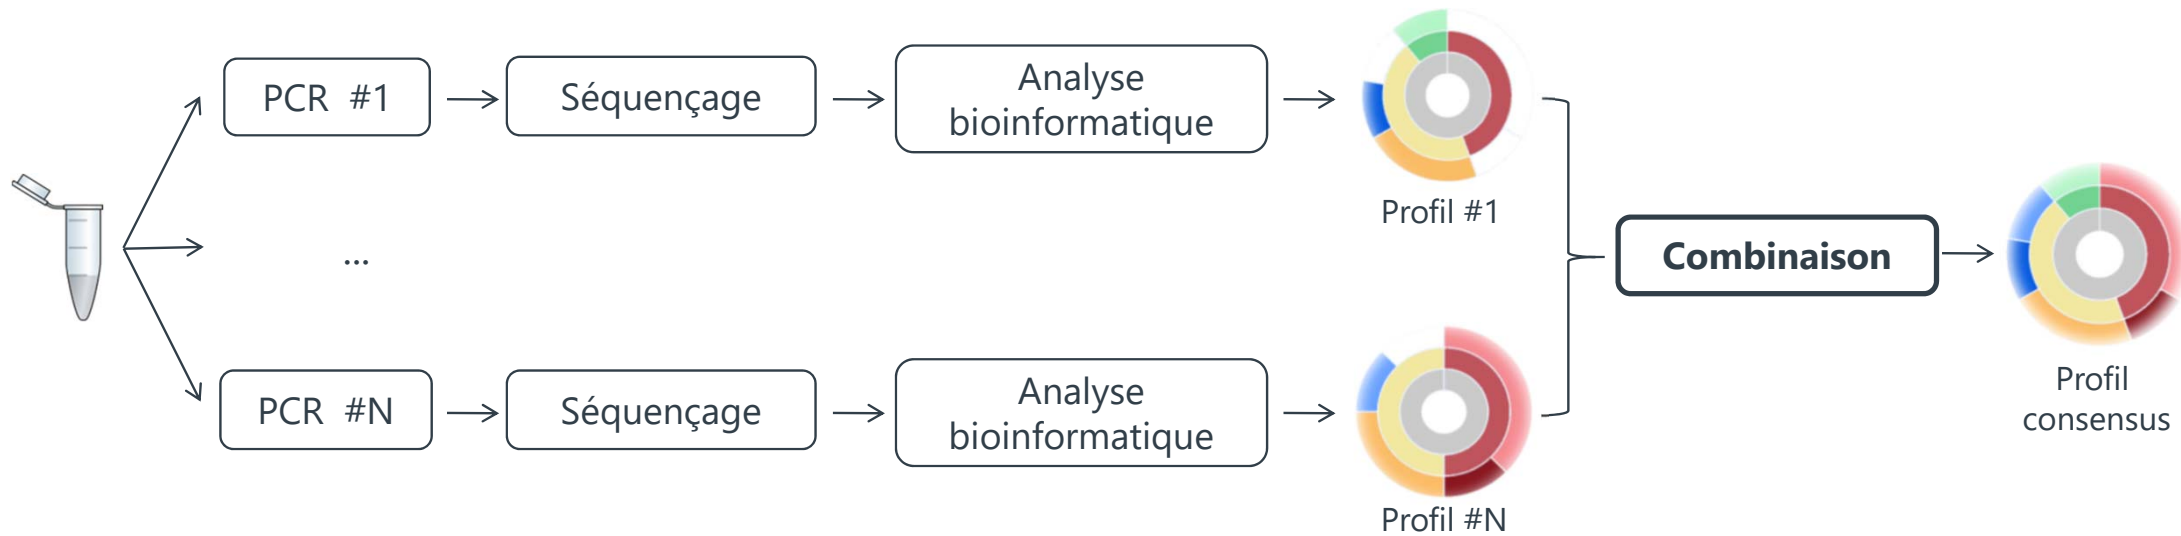 PCR #1
Séquençage
Analyse
bioinformatique
Profil #1
...
Combinaison
Profil
consensus
PCR #N
Séquençage
Analyse
bioinformatique
Profil #N